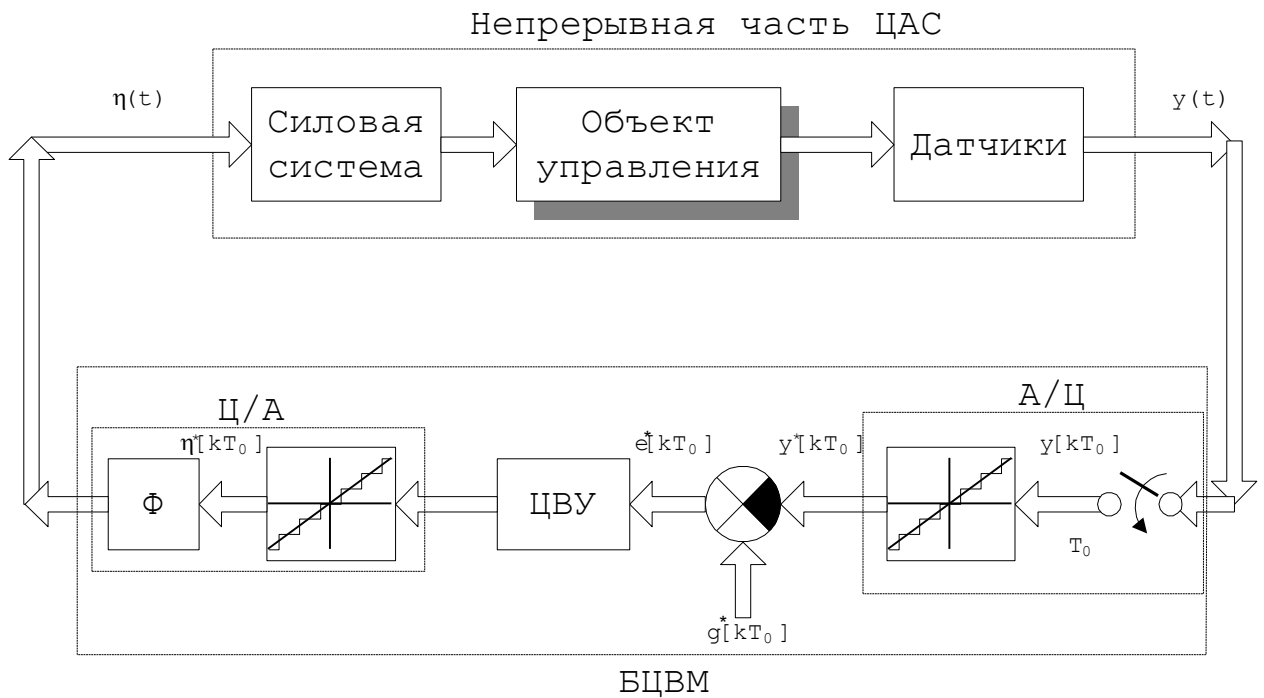 Непрерывная часть ЦАС
η(t)
Силовая
система
Объект
управления
Датчики
y(t)
Ц/А
А/Ц
η*[kT₀]
e*[kT₀]
y*[kT₀]
y[kT₀]
Ф
ЦВУ
T₀
g*[kT₀]
БЦВМ